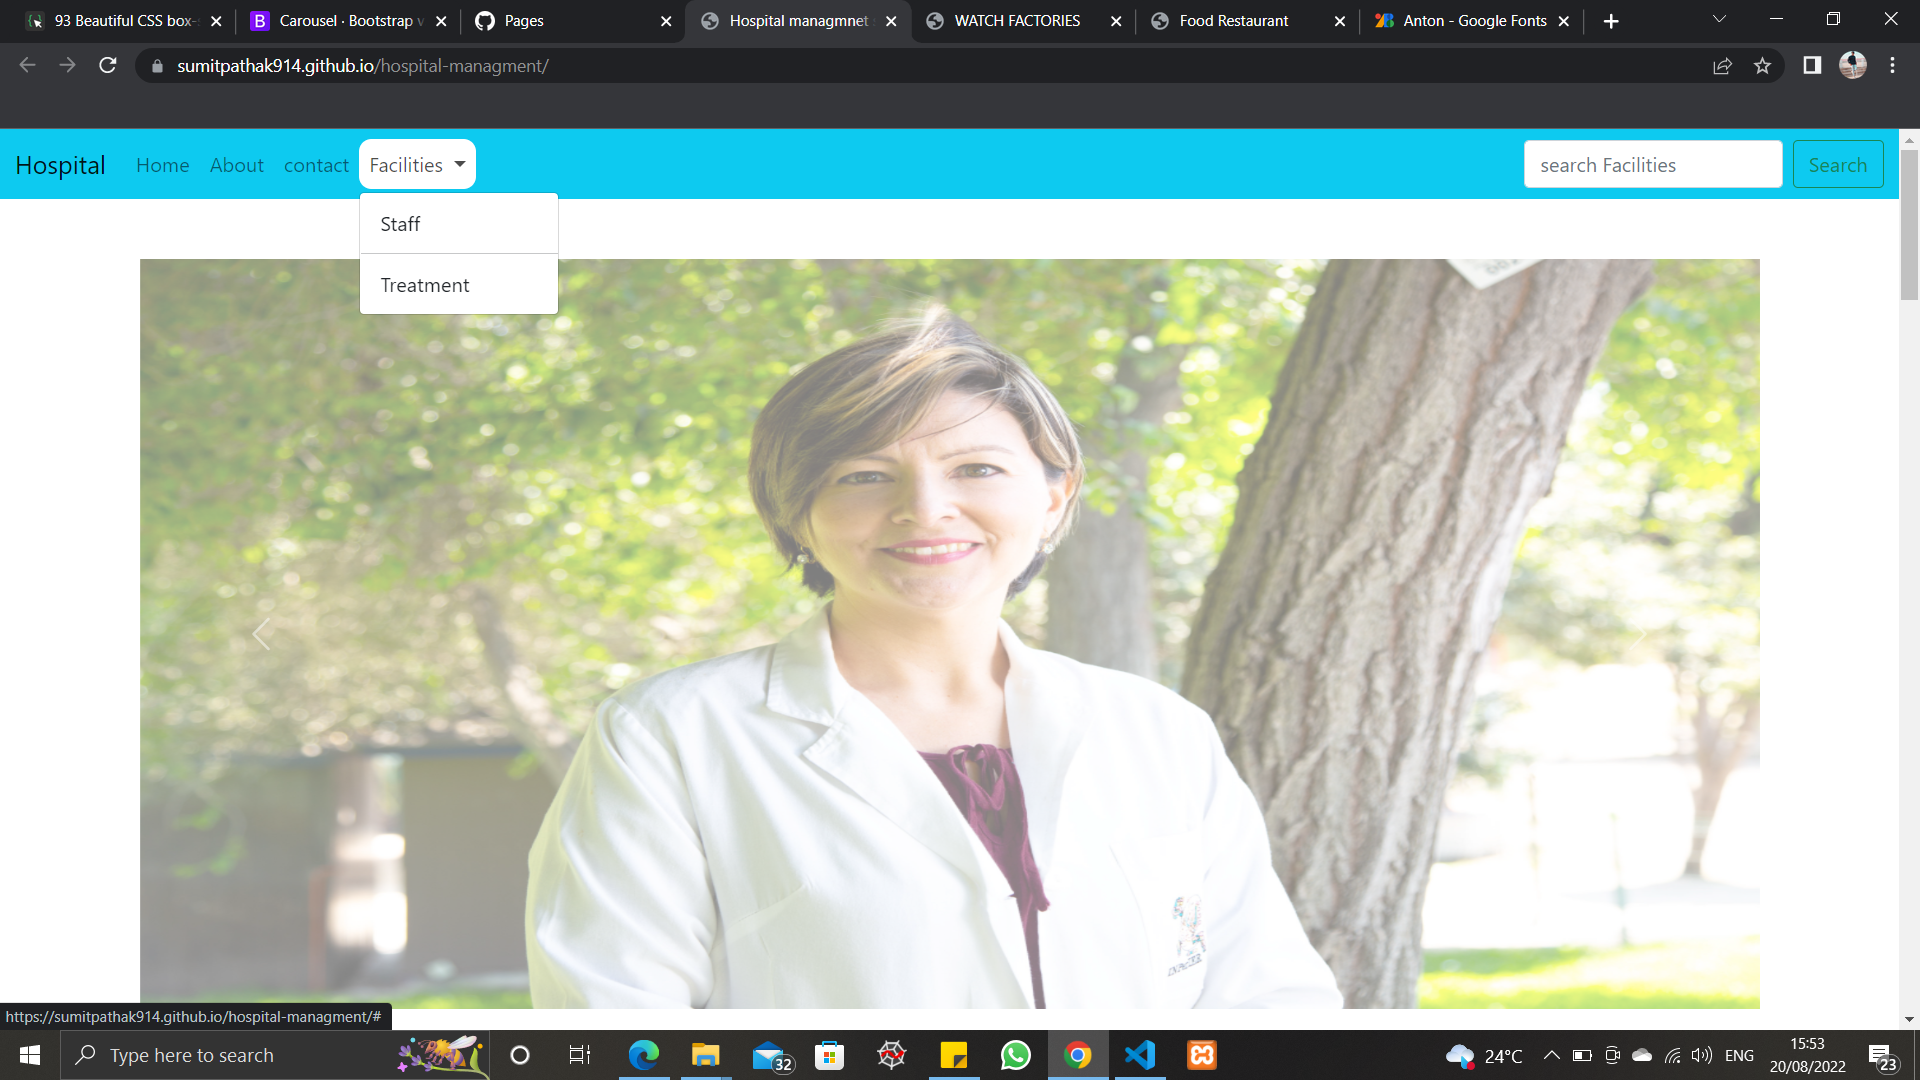 93 Beautiful CSS box-
Carousel · Bootstrap v
Pages
Hospital managmnet s
WATCH FACTORIES
Food Restaurant
Anton - Google Fonts
sumitpathak914.github.io/hospital-managment/
Hospital
Home
About
contact
Facilities
search Facilities
Search
Staff
Treatment
https://sumitpathak914.github.io/hospital-managment/#
Type here to search
32
24°C
ENG
15:53
20/08/2022
23